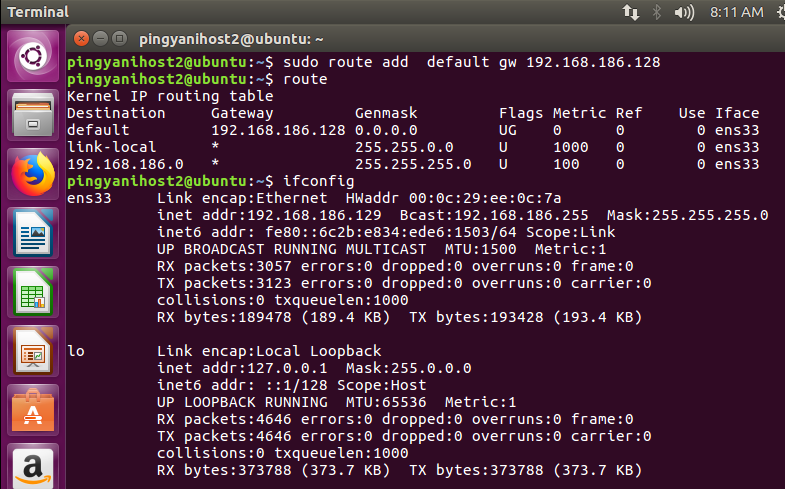 Terminal
8:11 AM
pingyanihost2@ubuntu: ~
pingyanihost2@ubuntu:~$ sudo route add  default gw 192.168.186.128
pingyanihost2@ubuntu:~$ route
Kernel IP routing table
Destination     Gateway         Genmask         Flags Metric Ref    Use Iface
default         192.168.186.128 0.0.0.0         UG    0      0        0 ens33
link-local      *               255.255.0.0     U     1000   0        0 ens33
192.168.186.0   *               255.255.255.0   U     100    0        0 ens33
pingyanihost2@ubuntu:~$ ifconfig
ens33     Link encap:Ethernet  HWaddr 00:0c:29:ee:0c:7a
          inet addr:192.168.186.129  Bcast:192.168.186.255  Mask:255.255.255.0
          inet6 addr: fe80::6c2b:e834:ede6:1503/64 Scope:Link
          UP BROADCAST RUNNING MULTICAST  MTU:1500  Metric:1
          RX packets:3057 errors:0 dropped:0 overruns:0 frame:0
          TX packets:3123 errors:0 dropped:0 overruns:0 carrier:0
          collisions:0 txqueuelen:1000
          RX bytes:189478 (189.4 KB)  TX bytes:193428 (193.4 KB)
lo        Link encap:Local Loopback
          inet addr:127.0.0.1  Mask:255.0.0.0
          inet6 addr: ::1/128 Scope:Host
          UP LOOPBACK RUNNING  MTU:65536  Metric:1
          RX packets:4646 errors:0 dropped:0 overruns:0 frame:0
          TX packets:4646 errors:0 dropped:0 overruns:0 carrier:0
          collisions:0 txqueuelen:1000
          RX bytes:373788 (373.7 KB)  TX bytes:373788 (373.7 KB)